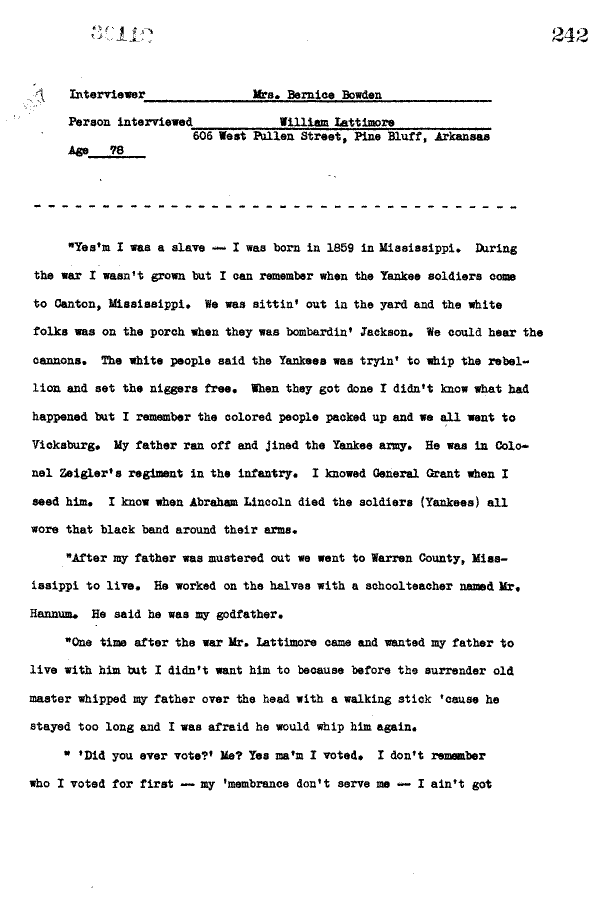 30119
242
Interviewer Mrs. Bernice Bowden
Person interviewed William Lattimore
606 West Pullen Street, Pine Bluff, Arkansas
Age 78
"Yes'm I was a slave -- I was born in 1859 in Mississippi. During
the war I wasn't grown but I can remember when the Yankee soldiers come
to Canton, Mississippi. We was sittin' out in the yard and the white
folks was on the porch when they was bombardin' Jackson. We could hear the
cannons. The white people said the Yankees was tryin' to whip the rebel-
lion and set the niggers free. When they got done I didn't know what had
happened but I remember the colored people packed up and we all went to
Vicksburg. My father ran off and jined the Yankee army. He was in Colo-
nel Zeigler's regiment in the infantry. I knowed General Grant when I
seed him. I know when Abraham Lincoln died the soldiers (Yankees) all
wore that black band around their arms.
"After my father was mustered out we went to Warren County, Miss-
issippi to live. He worked on the halves with a schoolteacher named Mr.
Hannum. He said he was my godfather.
"One time after the war Mr. Lattimore came and wanted my father to
live with him but I didn't want him to because before the surrender old
master whipped my father over the head with a walking stick 'cause he
stayed too long and I was afraid he would whip him again.
" 'Did you ever vote?' Me? Yes ma'm I voted. I don't remember
who I voted for first -- my 'membrance don't serve me -- I ain't got